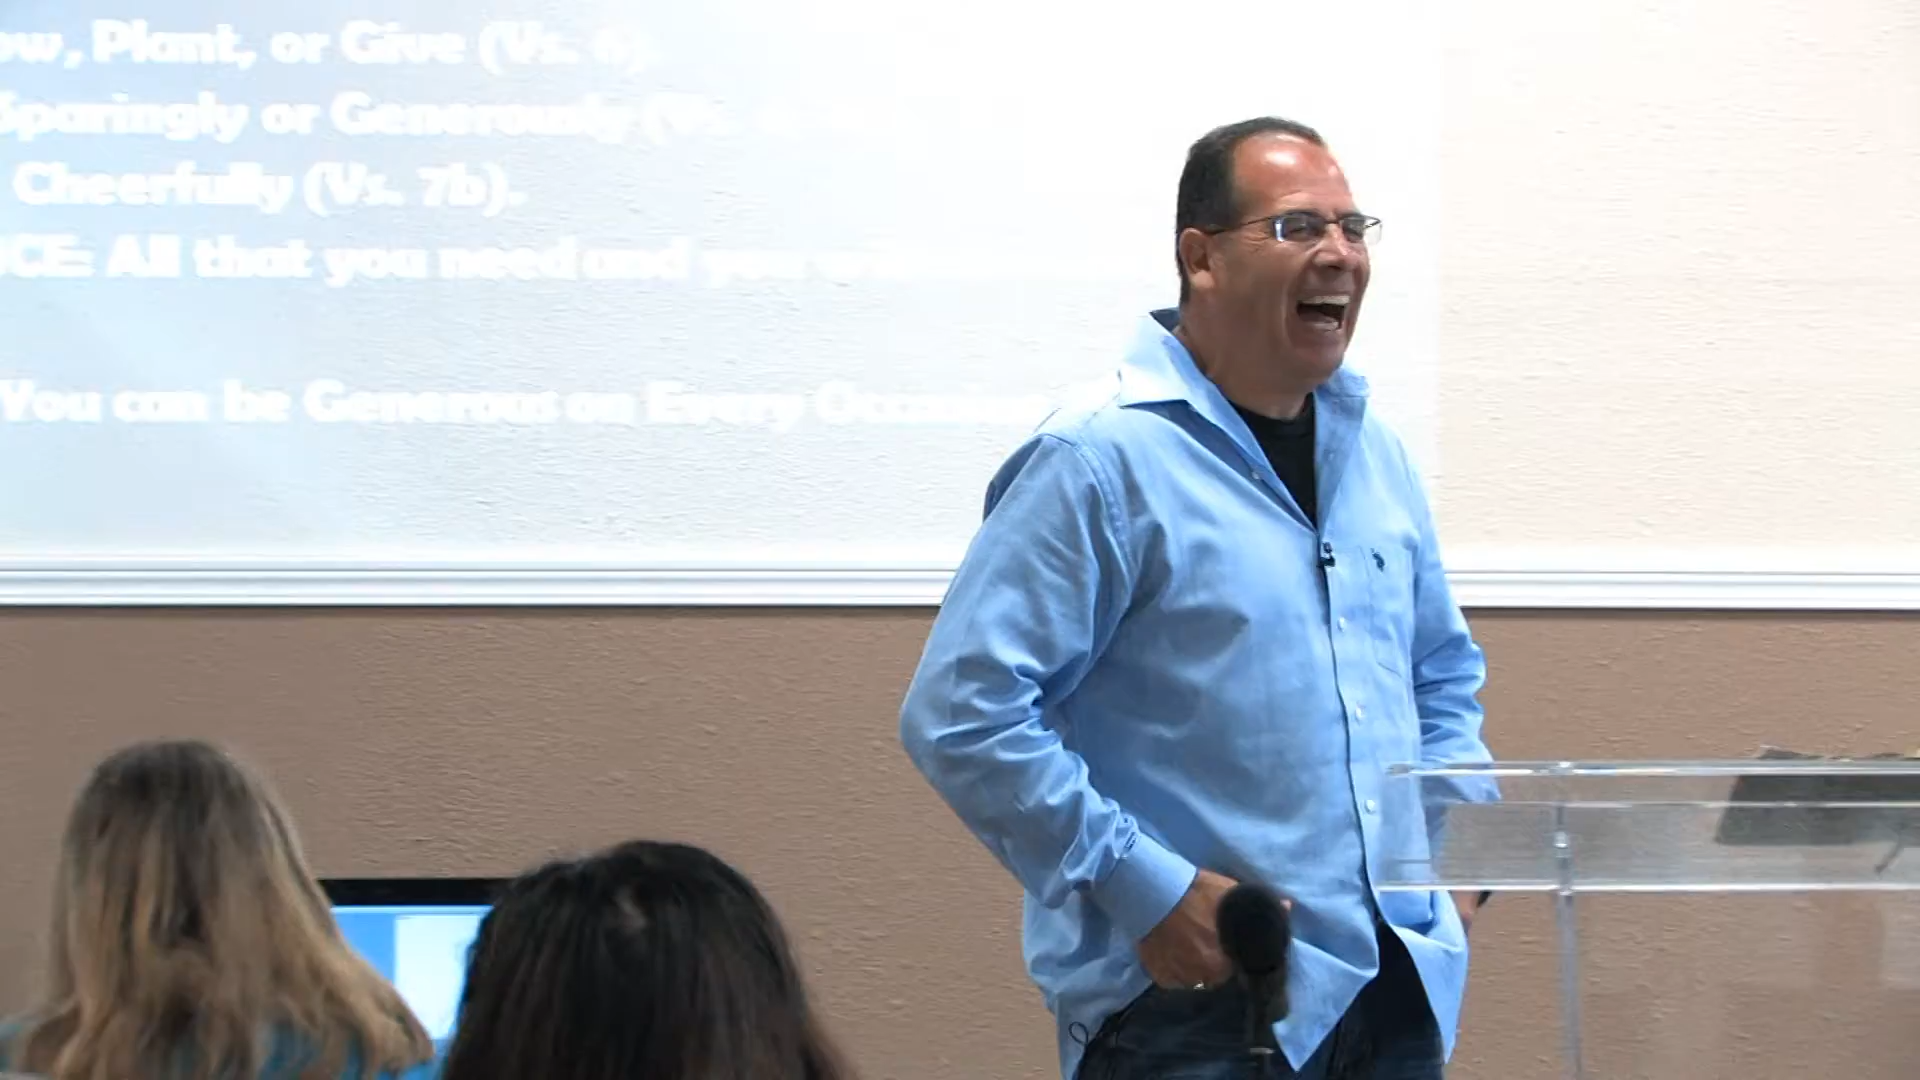 ow, Plant, or Give (Vs. 6)
Sparingly or Generously (Vs.
Cheerfully (Vs. 7b).
CE: All that you need and you
You can be Generous on Every